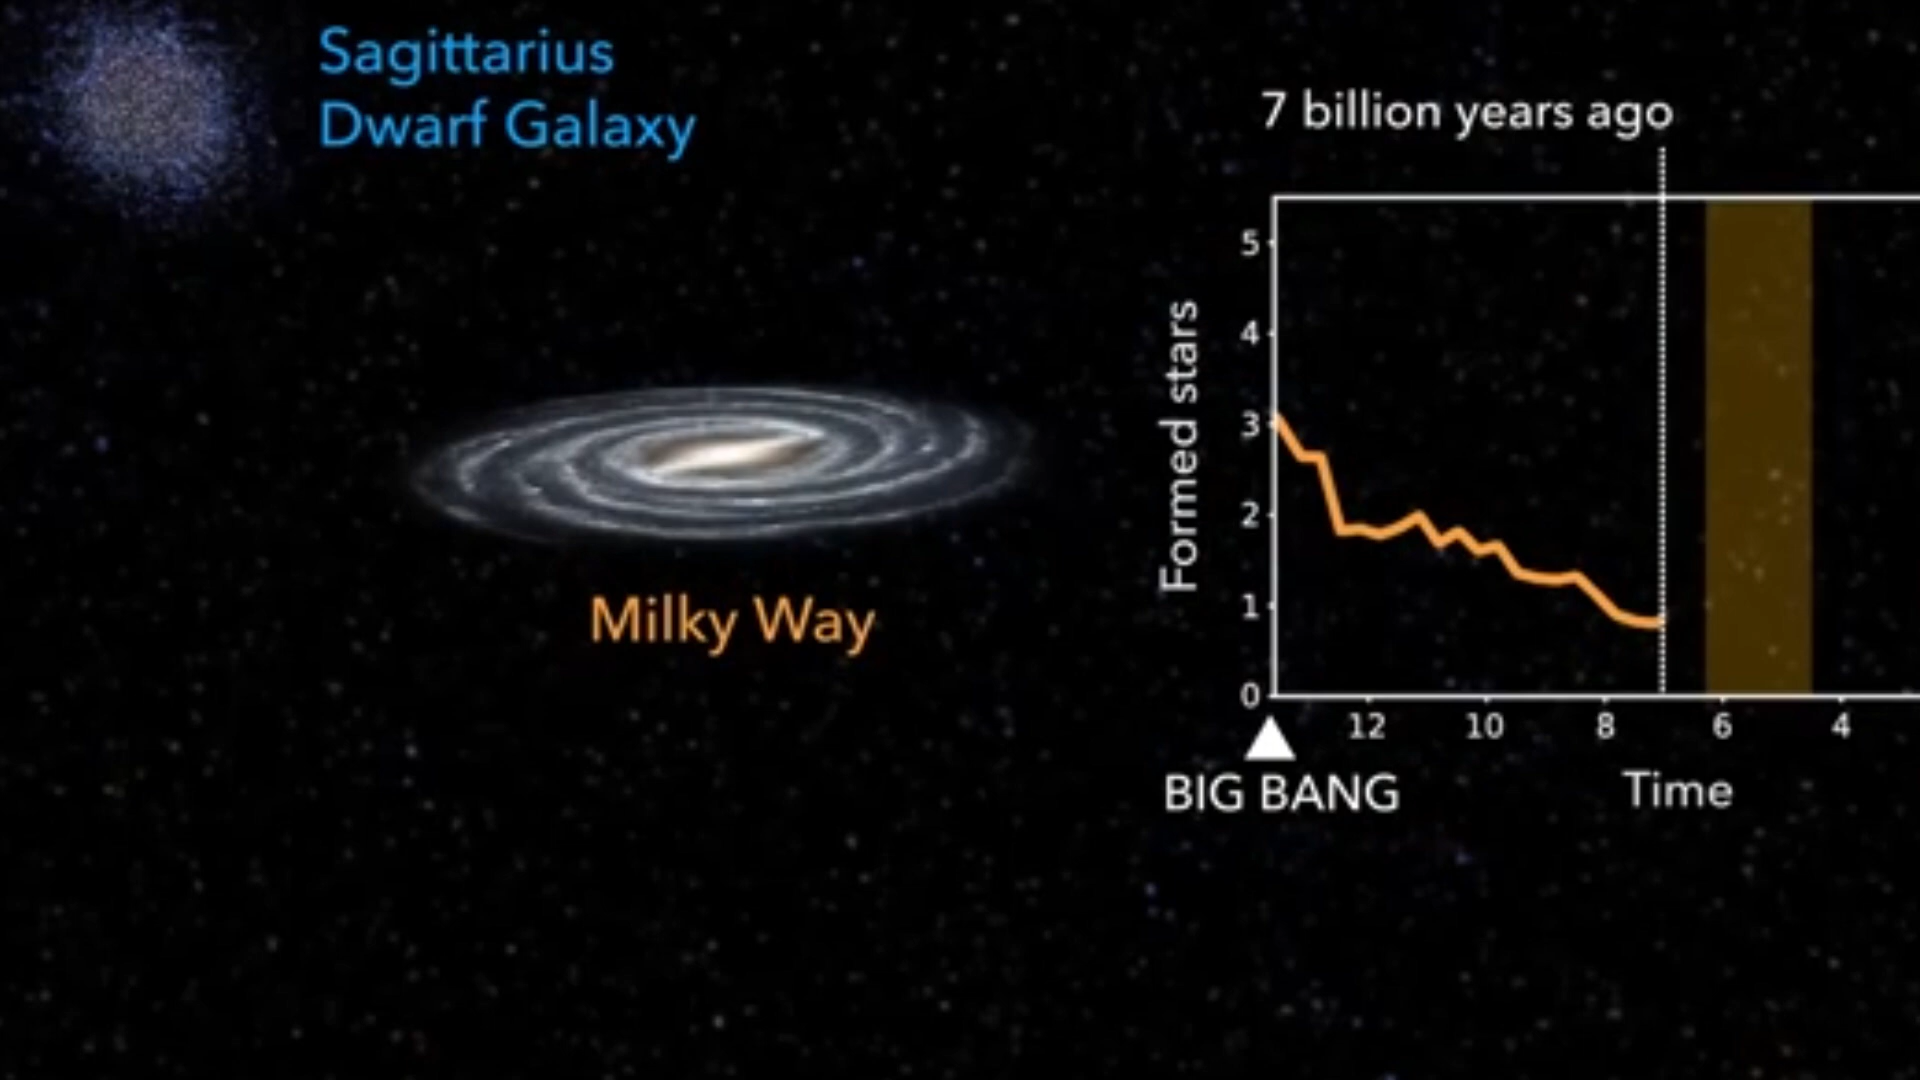 Sagittarius
Dwarf Galaxy
Milky Way
7 billion years ago
Formed stars
5
4
3
2
1
0
12 10 8 6 4
BIG BANG
Time